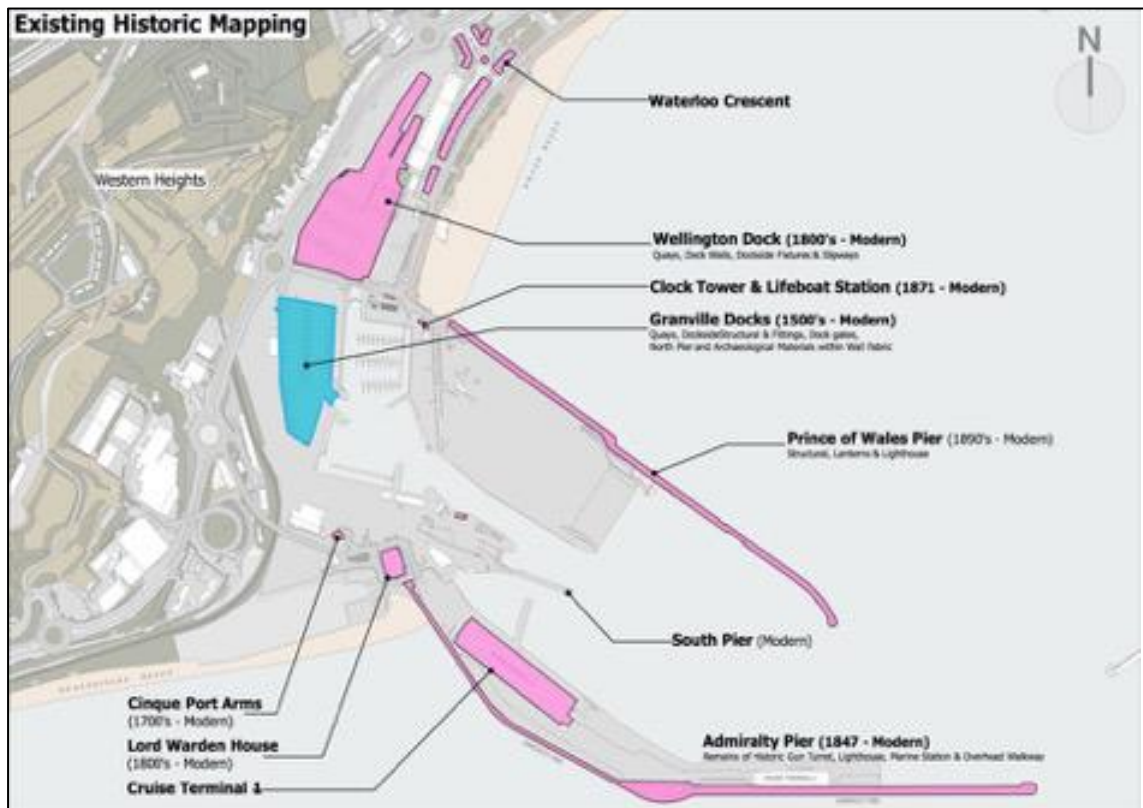 Existing Historic Mapping
N
Waterloo Crescent
Western Heights
Wellington Dock (1800's - Modern)
Quays, Dock Walls, Dockside Fixtures & Slipways
Clock Tower & Lifeboat Station (1871 - Modern)
Granville Docks (1500's - Modern)
Quays, DocksideStructural & Fittings, Dock gates,
North Pier and Archaeological Materials within Wall fabric
Prince of Wales Pier (1890's - Modern)
Structural, Lanterns & Lighthouse
South Pier (Modern)
Cinque Port Arms
(1700's - Modern)
Lord Warden House
(1800's - Modern)
Cruise Terminal 1
Admiralty Pier (1847 - Modern)
Remains of Historic Gun Turret, Lighthouse, Marine Station & Overhead Walkway